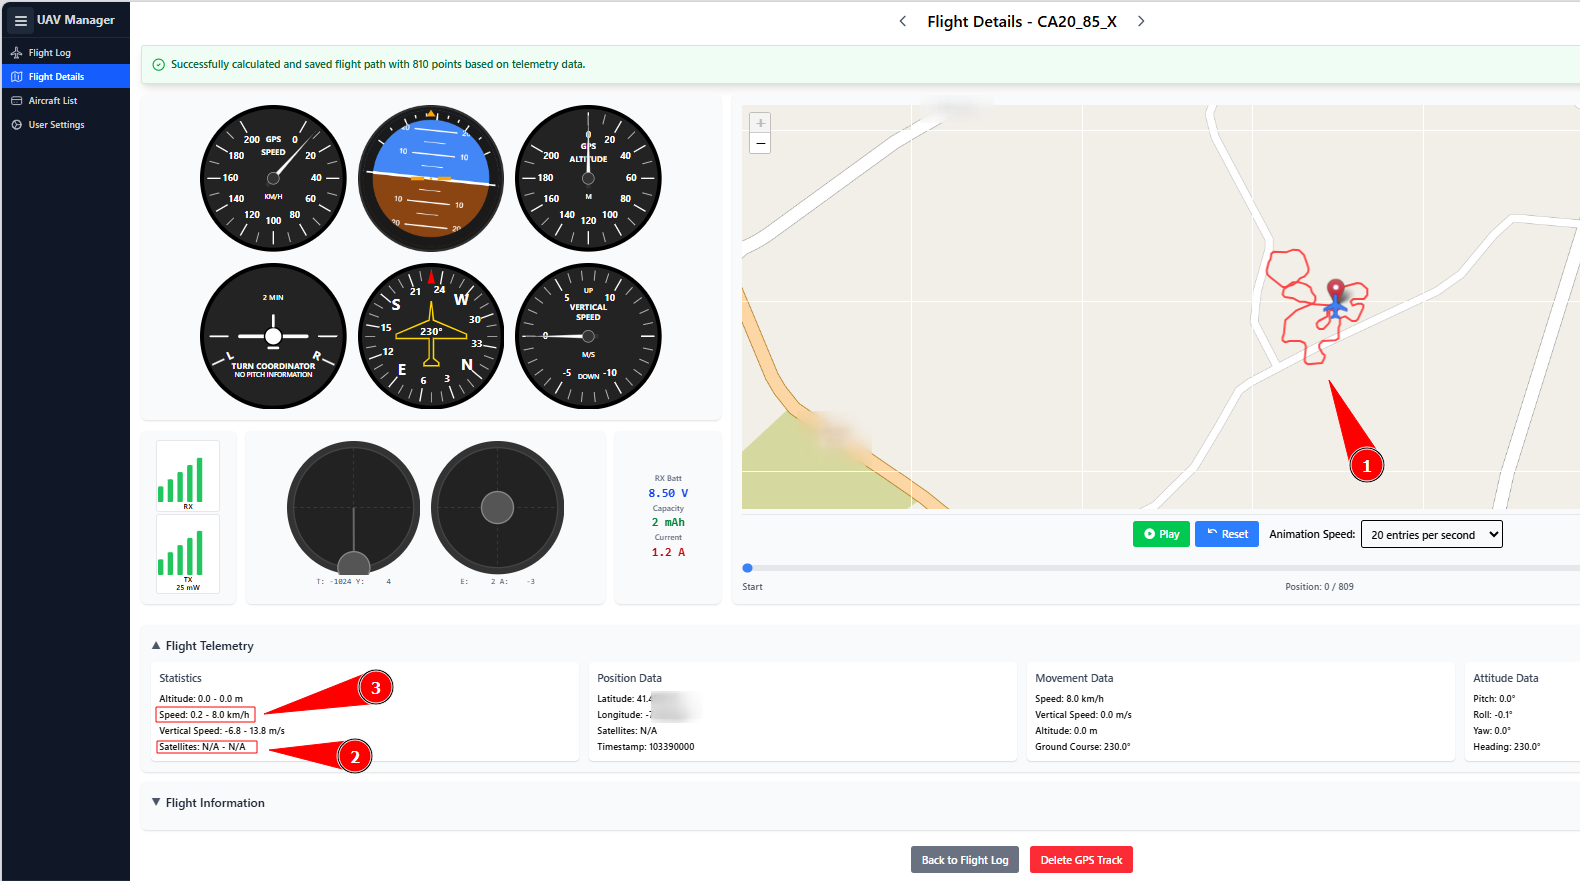 UAV Manager
Flight Log
Flight Details
Aircraft List
User Settings
Flight Details - CA20_85_X
Successfully calculated and saved flight path with 810 points based on telemetry data.
200 GPS 0
SPEED
180 20
160 40
KM/H
140 60
120 100 80
10 10
10 10
20 20
0
GPS
ALTITUDE
200 20
40
180 60
M
160 80
140 120 100
2 MIN
L R
TURN COORDINATOR
NO PITCH INFORMATION
21 24
S W
15 30
230°
12 33
E N
6 3
UP
5 10
VERTICAL
SPEED
0
M/S
-5 DOWN -10
RX
TX
25 mW
T: -1024 Y: 4
E: 2 A: -3
RX Batt
8.50 V
Capacity
2 mAh
Current
1.2 A
+
−
1
Play
Reset
Animation Speed:
20 entries per second
Start
Position: 0 / 809
Flight Telemetry
Statistics
Altitude: 0.0 - 0.0 m
Speed: 0.2 - 8.0 km/h
Vertical Speed: -6.8 - 13.8 m/s
Satellites: N/A - N/A
3
2
Position Data
Latitude: 41.4
Longitude: -7
Satellites: N/A
Timestamp: 103390000
Movement Data
Speed: 8.0 km/h
Vertical Speed: 0.0 m/s
Altitude: 0.0 m
Ground Course: 230.0°
Attitude Data
Pitch: 0.0°
Roll: -0.1°
Yaw: 0.0°
Heading: 230.0°
Flight Information
Back to Flight Log
Delete GPS Track